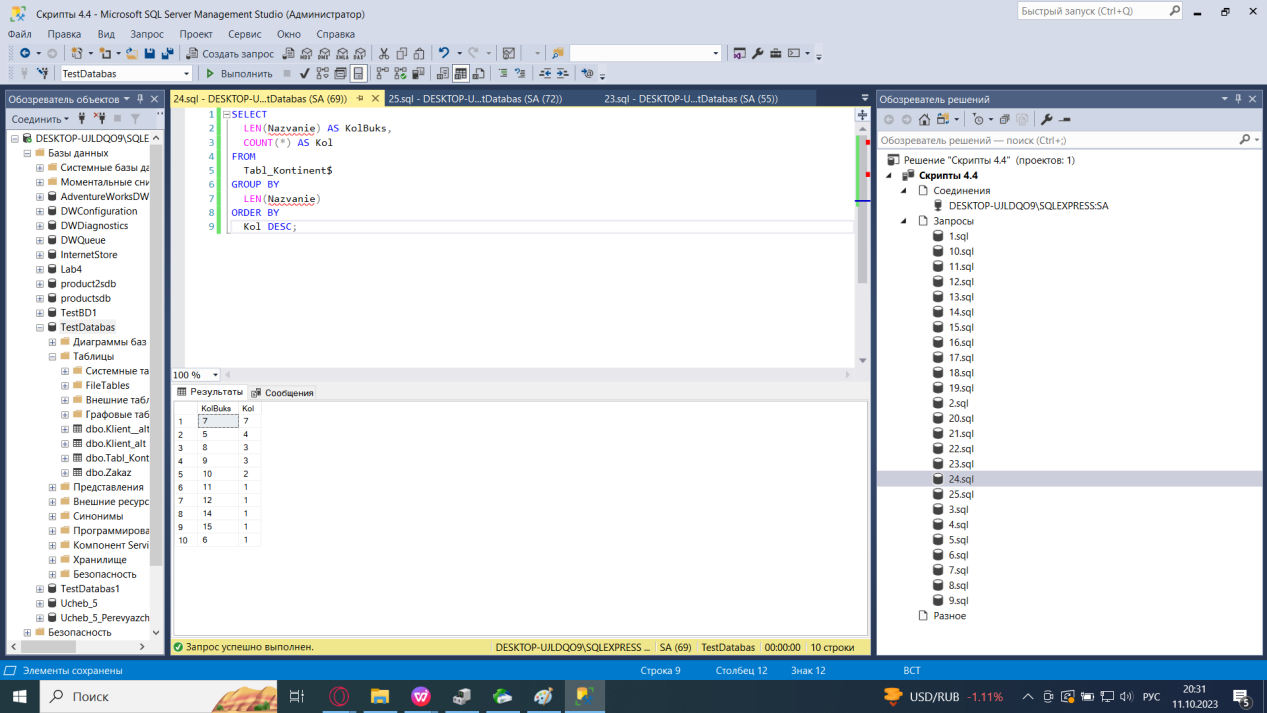 Скрипты 4.4 - Microsoft SQL Server Management Studio (Администратор)
Быстрый запуск (Ctrl+Q)
Файл Правка Вид Запрос Проект Сервис Окно Справка
Создать запрос
MDX DMX XMLA DAX
TestDatabas
Выполнить
Обозреватель объектов
Соединить
DESKTOP-UJLDQO9\SQLE
Базы данных
Системные базы да
Моментальные сни
AdventureWorksDW
DWConfiguration
DWDiagnostics
DWQueue
InternetStore
Lab4
product2sdb
productsdb
TestBD1
TestDatabas
Диаграммы баз
Таблицы
Системные та
FileTables
Внешние табл
Графовые таб
dbo.Klient__alt
dbo.Klient_alt
dbo.Tabl_Kont
dbo.Zakaz
Представления
Внешние ресурс
Синонимы
Программирова
Компонент Servi
Хранилище
Безопасность
TestDatabas1
Ucheb_5
Ucheb_5_Perevyazch
Безопасность
24.sql - DESKTOP-U...tDatabas (SA (69))
25.sql - DESKTOP-U...tDatabas (SA (72))
23.sql - DESKTOP-U...tDatabas (SA (55))
1 SELECT
2 LEN(Nazvanie) AS KolBuks,
3 COUNT(*) AS Kol
4 FROM
5 Tabl_Kontinent$
6 GROUP BY
7 LEN(Nazvanie)
8 ORDER BY
9 Kol DESC;
100 %
Результаты Сообщения
KolBuks Kol
1 7 7
2 5 4
3 8 3
4 9 3
5 10 2
6 11 1
7 12 1
8 14 1
9 15 1
10 6 1
Запрос успешно выполнен.
DESKTOP-UJLDQO9\SQLEXPRESS ... SA (69) TestDatabas 00:00:00 10 строки
Обозреватель решений
Обозреватель решений — поиск (Ctrl+;)
Решение "Скрипты 4.4" (проектов: 1)
Скрипты 4.4
Соединения
DESKTOP-UJLDQO9\SQLEXPRESS:SA
Запросы
1.sql
10.sql
11.sql
12.sql
13.sql
14.sql
15.sql
16.sql
17.sql
18.sql
19.sql
2.sql
20.sql
21.sql
22.sql
23.sql
24.sql
25.sql
3.sql
4.sql
5.sql
6.sql
7.sql
8.sql
9.sql
Разное
Элементы сохранены
Строка 9 Столбец 12 Знак 12 ВСТ
Поиск
USD/RUB -1.11%
РУС
20:31
11.10.2023
5